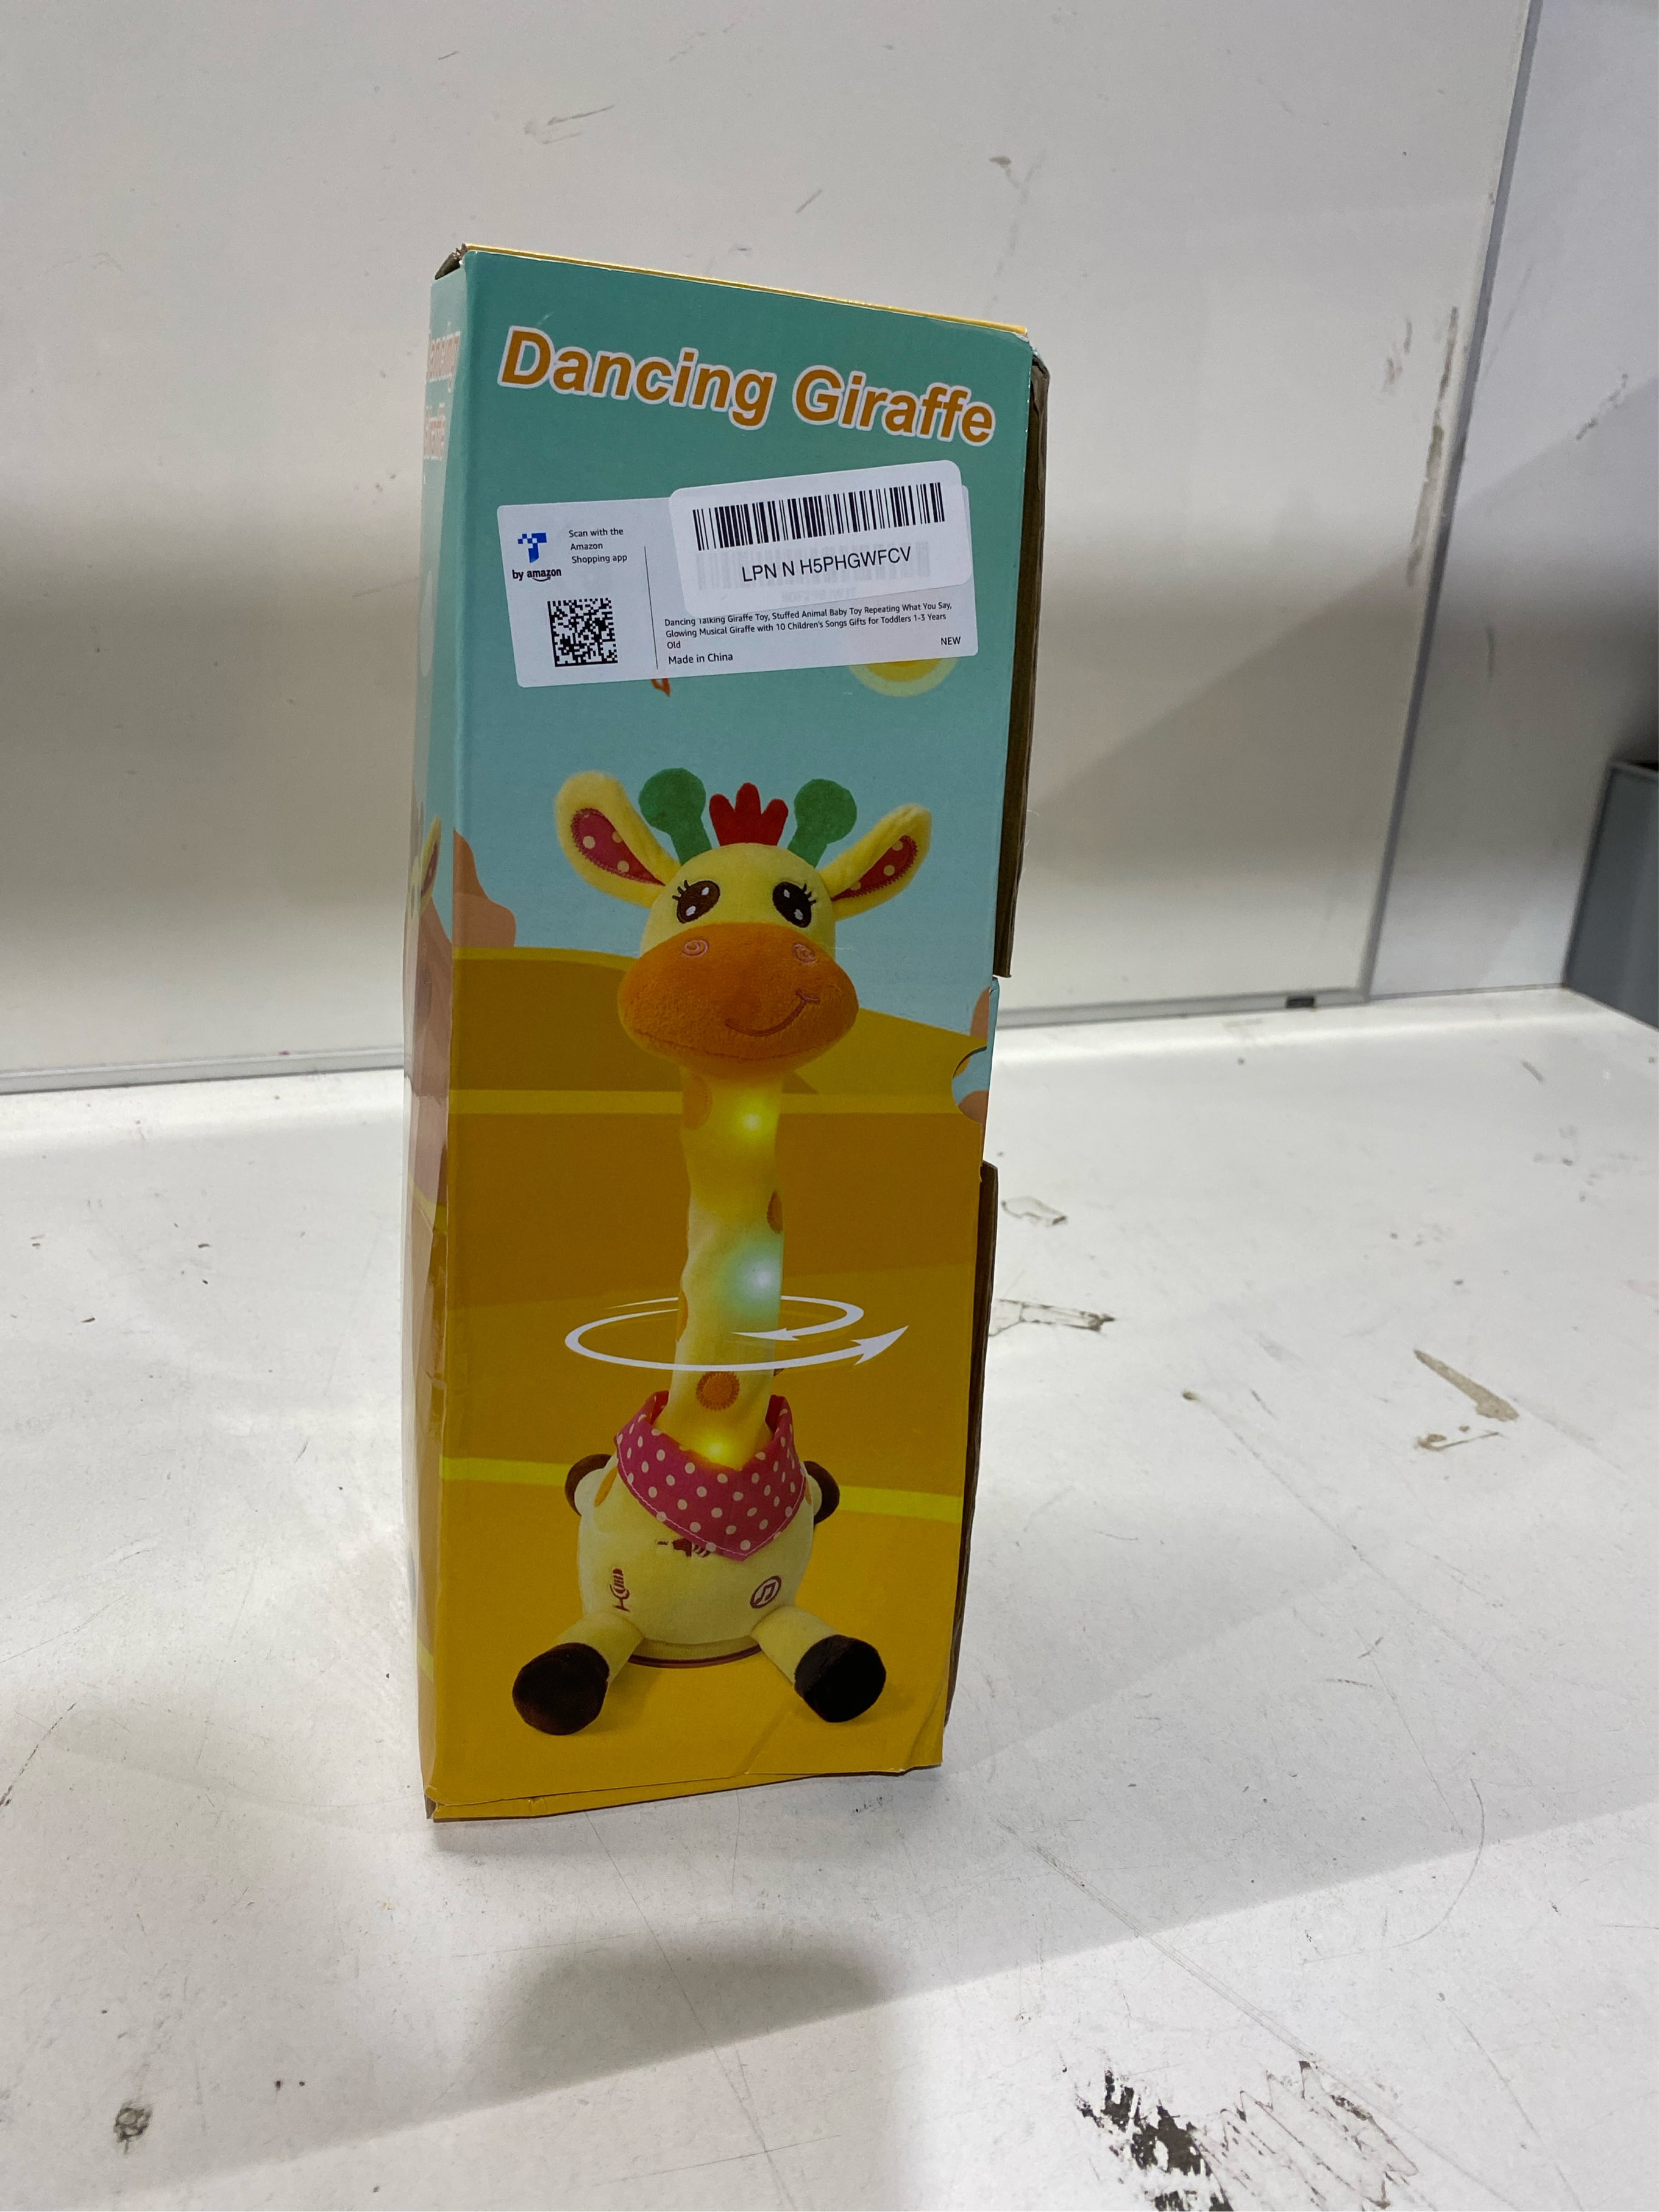 Dancing Giraffe
Dancing
Giraffe
Scan with the
Amazon
Shopping app
by amazon
LPN N H5PHGWFCV
Dancing Talking Giraffe Toy, Stuffed Animal Baby Toy Repeating What You Say,
Glowing Musical Giraffe with 10 Children's Songs Gifts for Toddlers 1-3 Years
Old
NEW
Made in China